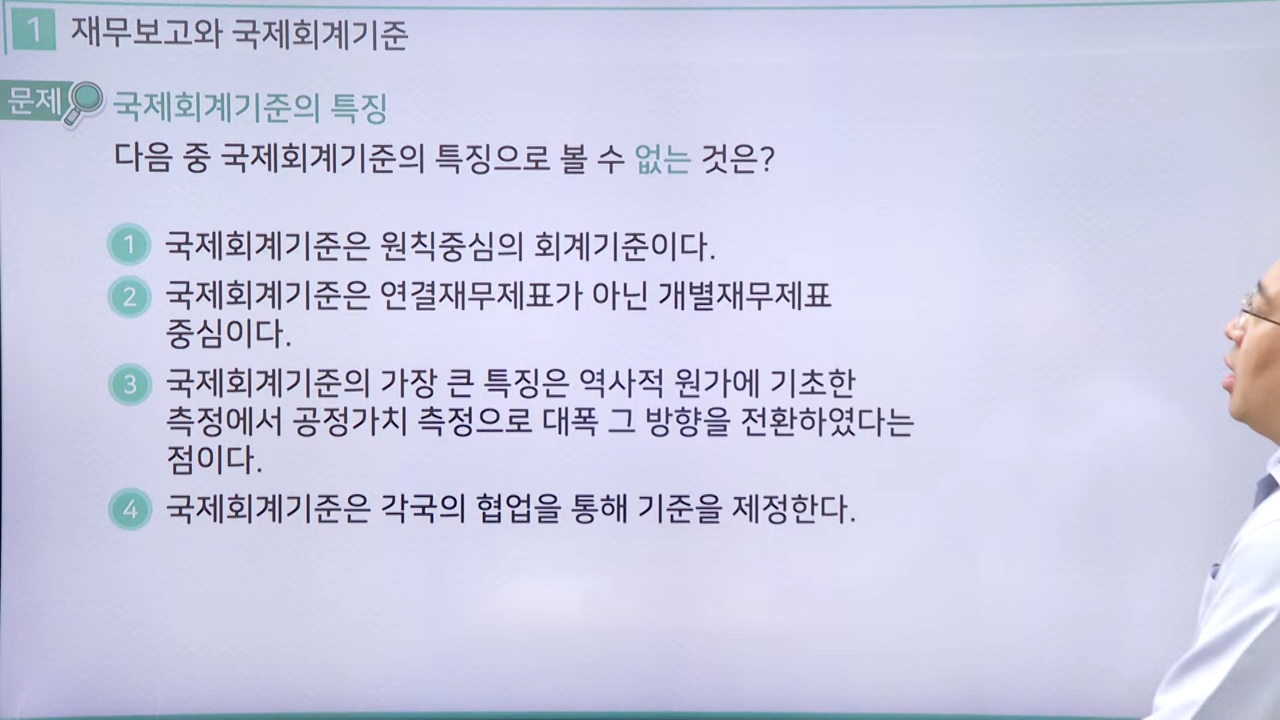 1 재무보고와 국제회계기준
문제 국제회계기준의 특징
다음 중 국제회계기준의 특징으로 볼 수 없는 것은?
1 국제회계기준은 원칙중심의 회계기준이다.
2 국제회계기준은 연결재무제표가 아닌 개별재무제표
중심이다.
3 국제회계기준의 가장 큰 특징은 역사적 원가에 기초한
측정에서 공정가치 측정으로 대폭 그 방향을 전환하였다는
점이다.
4 국제회계기준은 각국의 협업을 통해 기준을 제정한다.